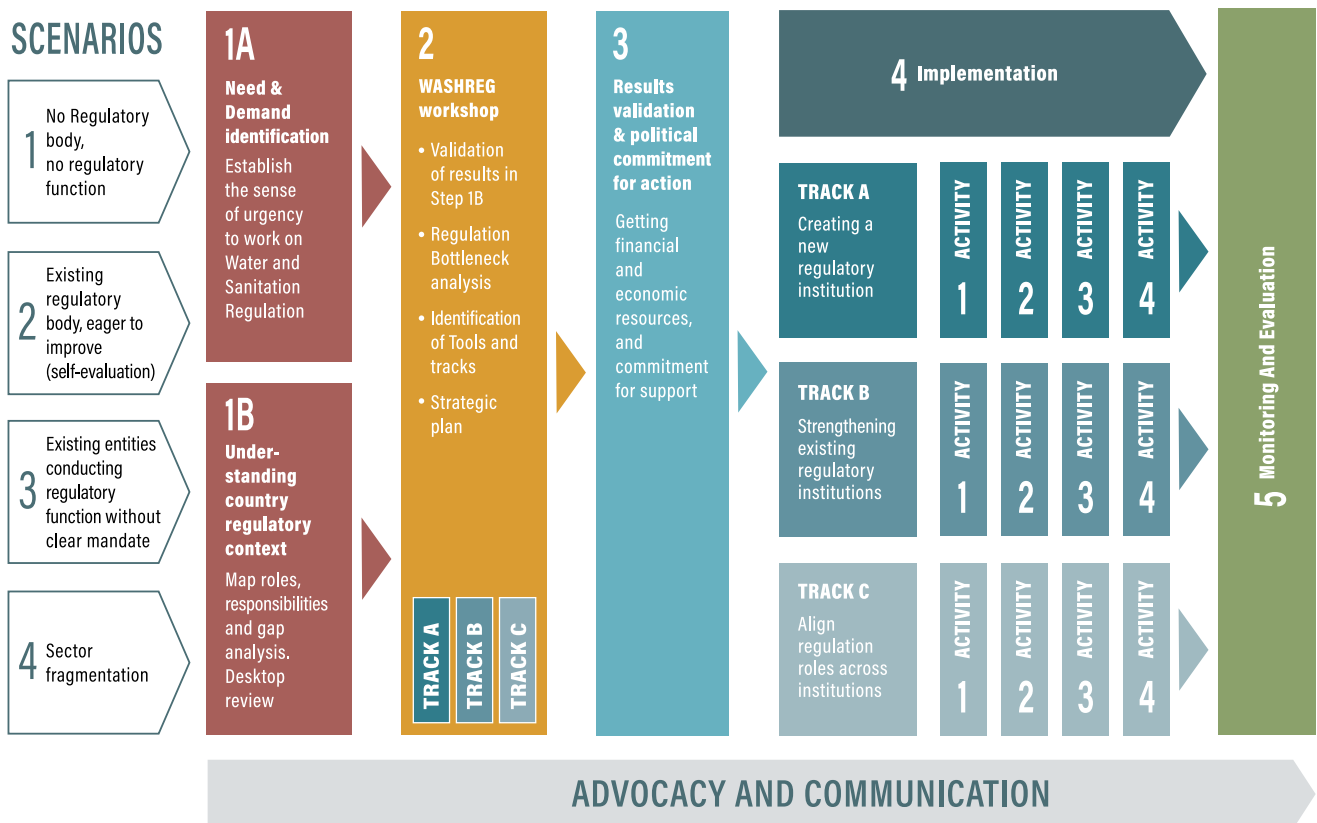 SCENARIOS
1
No Regulatory
body,
no regulatory
function
2
Existing
regulatory
body, eager to
improve
(self-evaluation)
3
Existing entities
conducting
regulatory
function without
clear mandate
4
Sector
fragmentation
1A
Need &
Demand
identification
Establish
the sense
of urgency
to work on
Water and
Sanitation
Regulation
1B
Under-
standing
country
regulatory
context
Map roles,
responsibilities
and gap
analysis.
Desktop
review
2
WASHREG
workshop
• Validation
of results in
Step 1B
• Regulation
Bottleneck
analysis
• Identification
of Tools and
tracks
• Strategic
plan
TRACK A
TRACK B
TRACK C
3
Results
validation
& political
commitment
for action
Getting
financial
and
economic
resources,
and
commitment
for support
4 Implementation
TRACK A
Creating a
new
regulatory
institution
ACTIVITY 1
ACTIVITY 2
ACTIVITY 3
ACTIVITY 4
TRACK B
Strengthening
existing
regulatory
institutions
ACTIVITY 1
ACTIVITY 2
ACTIVITY 3
ACTIVITY 4
TRACK C
Align
regulation
roles across
institutions
ACTIVITY 1
ACTIVITY 2
ACTIVITY 3
ACTIVITY 4
5 Monitoring And Evaluation
ADVOCACY AND COMMUNICATION